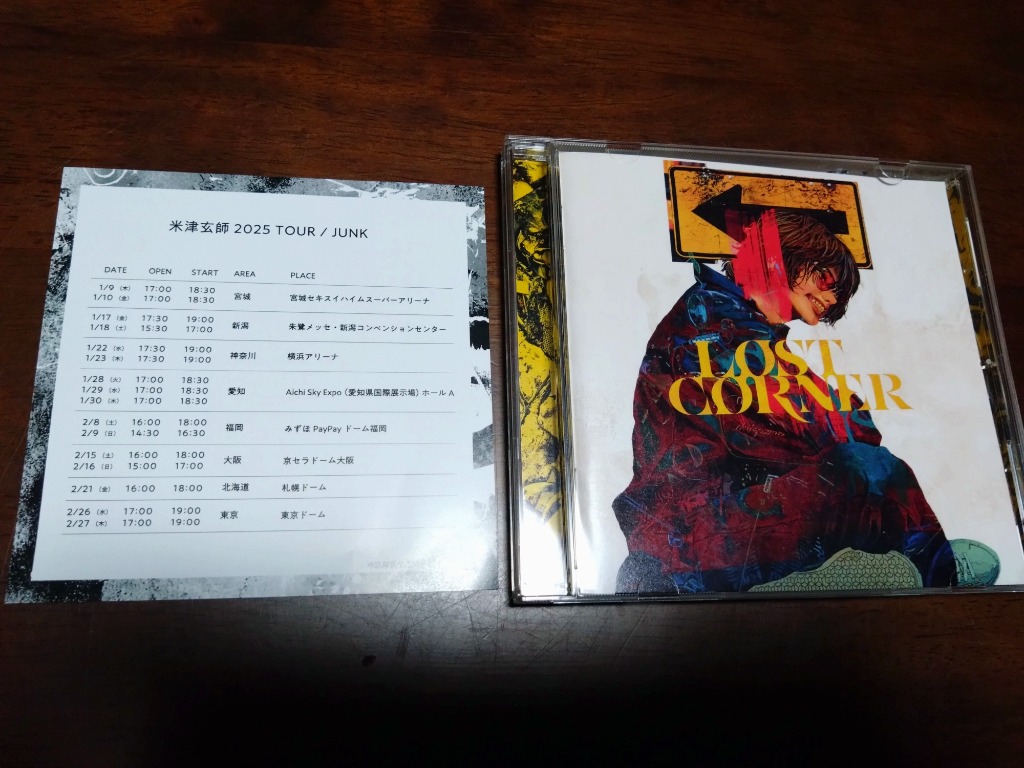 米津玄師 2025 TOUR / JUNK
DATE OPEN START AREA PLACE
1/9 (木) 17:00 18:30
1/10 (金) 17:00 18:30
宮城 宮城セキスイハイムスーパーアリーナ
1/17 (金) 17:30 19:00
1/18 (土) 15:30 17:00
新潟 朱鷺メッセ・新潟コンベンションセンター
1/22 (水) 17:30 19:00
1/23 (木) 17:30 19:00
神奈川 横浜アリーナ
1/28 (火) 17:00 18:30
1/29 (水) 17:00 18:30
1/30 (木) 17:00 18:30
愛知 Aichi Sky Expo (愛知県国際展示場) ホール A
2/8 (土) 16:00 18:00
2/9 (日) 14:30 16:30
福岡 みずほ PayPay ドーム福岡
2/15 (土) 16:00 18:00
2/16 (日) 15:00 17:00
大阪 京セラドーム大阪
2/21 (金) 16:00 18:00 北海道 札幌ドーム
2/26 (水) 17:00 19:00
2/27 (木) 17:00 19:00
東京 東京ドーム
LOST
CORNER